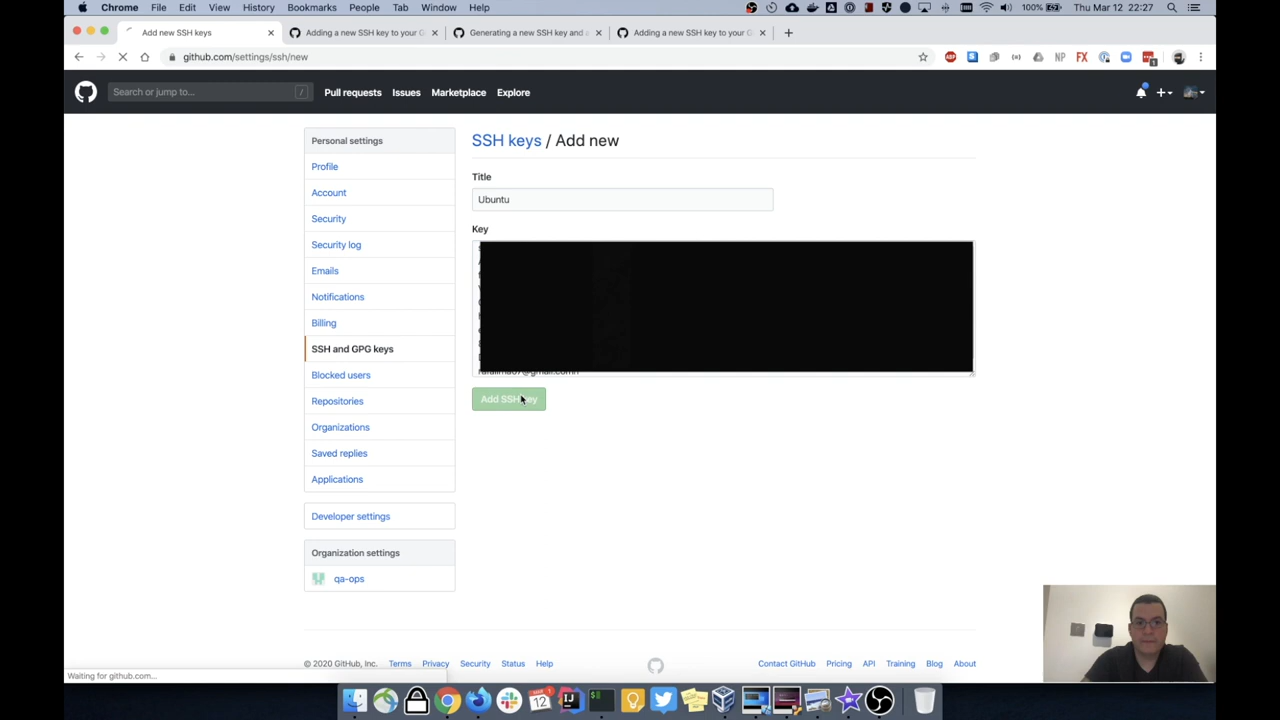 Chrome File Edit View History Bookmarks People Tab Window Help 100% Thu Mar 12 22:27
Add new SSH keys
Adding a new SSH key to your G
Generating a new SSH key and a
Adding a new SSH key to your G
github.com/settings/ssh/new
Search or jump to... / Pull requests Issues Marketplace Explore
Personal settings
Profile
Account
Security
Security log
Emails
Notifications
Billing
SSH and GPG keys
Blocked users
Repositories
Organizations
Saved replies
Applications
Developer settings
Organization settings
qa-ops
SSH keys / Add new
Title
Ubuntu
Key
Add SSH key
© 2020 GitHub, Inc. Terms Privacy Security Status Help Contact GitHub Pricing API Training Blog About
Waiting for github.com...